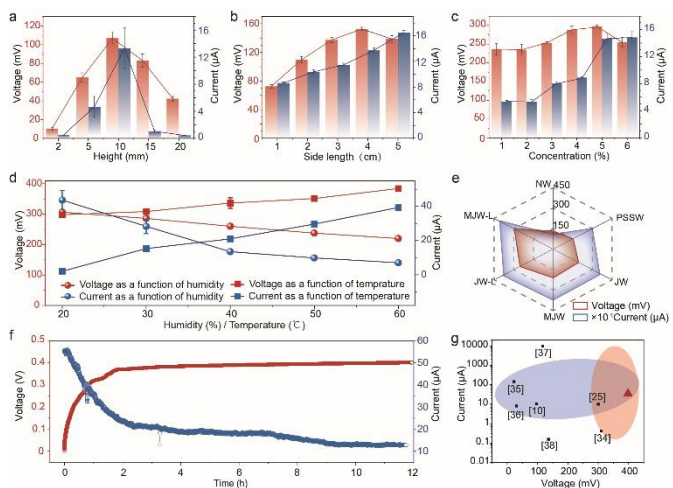 a
Voltage (mV)
120
100
80
60
40
20
0
2 5 10 15 20
Height (mm)
16
12
8
4
0
Current (μA)
b
Voltage (mV)
160
120
80
40
0
1 2 3 4 5
Side length (cm)
16
12
8
4
0
Current (μA)
c
Voltage (mV)
300
250
200
150
100
50
0
1 2 3 4 5 6
Concentration (%)
16
12
8
4
0
Current (μA)
d
Voltage (mV)
400
300
200
300
0
20 30 40 50 60
Humidity (%) / Temperature (℃)
40
20
0
Current (μA)
Voltage as a function of humidity
Current as a function of humidity
Voltage as a function of temprature
Current as a function of temperature
e
NW
450
300
150
PSSW
JW
MJW
JW-L
MJW-L
Voltage (mV)
f
Voltage (V)
0.4
0.3
0.2
0.1
0.0
0 2 4 6 8 10 12
Time (h)
60
50
40
30
20
10
Current (μA)
g
Current (μA)
10000
1000
100
10
1
0.1
0.01
0 100 200 300 400
Voltage (mV)
[37]
[35]
[36]
[10]
[25]
[38]
[34]